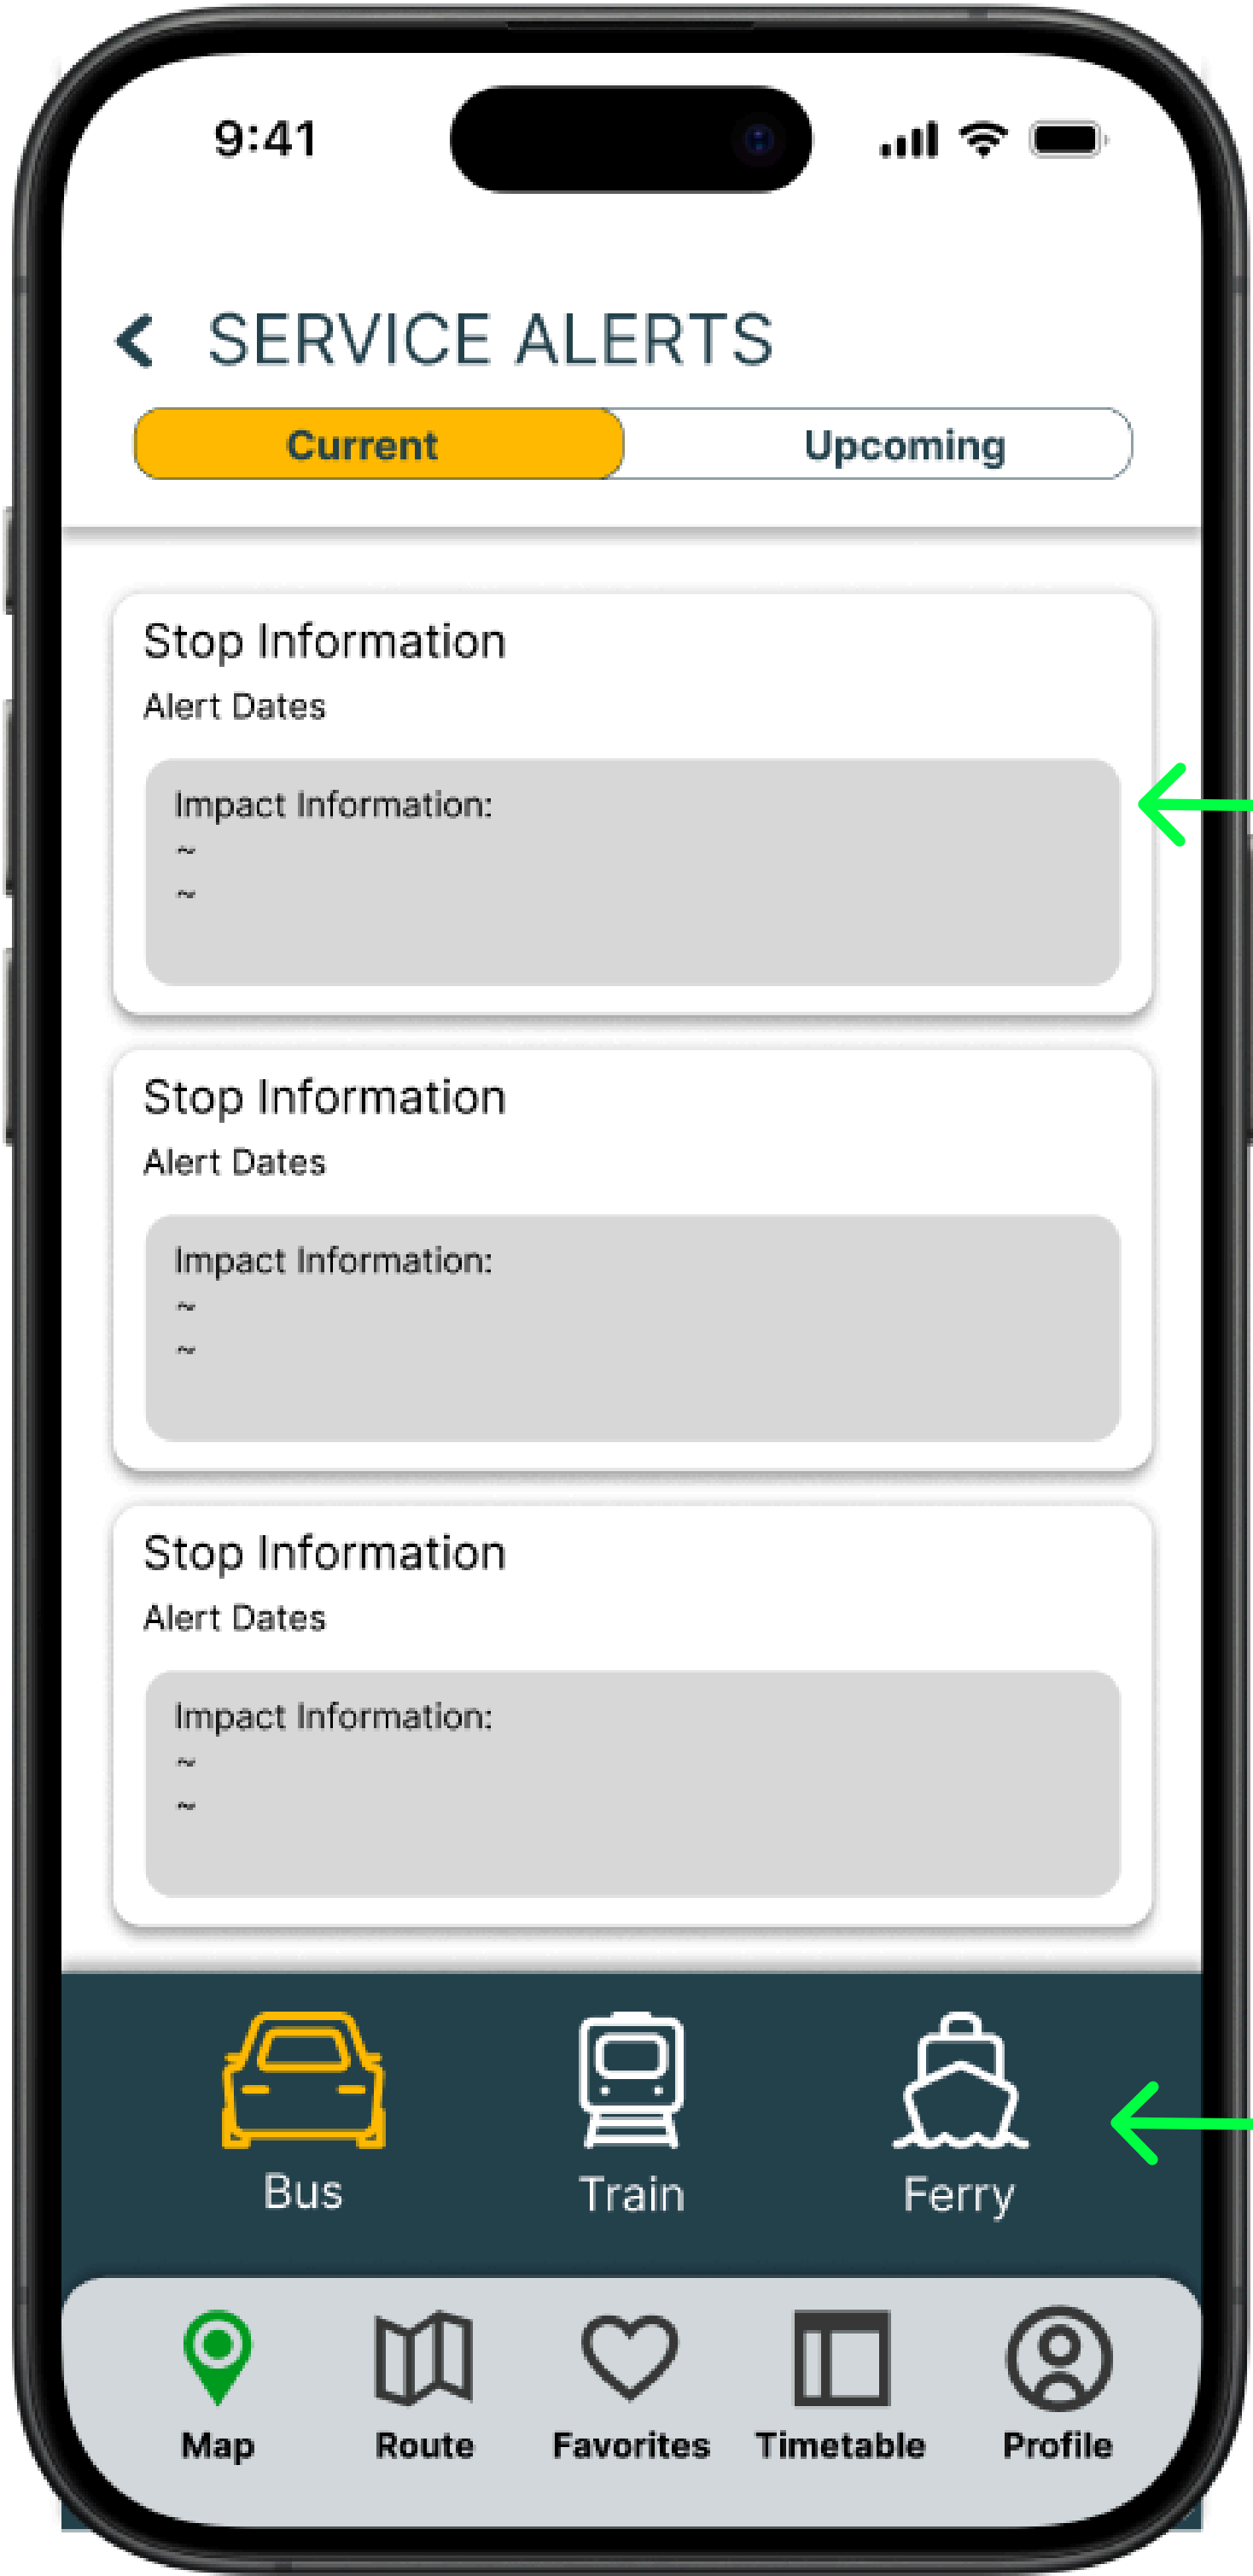 9:41
SERVICE ALERTS
Current Upcoming
Stop Information
Alert Dates
Impact Information:
~
~
Stop Information
Alert Dates
Impact Information:
~
~
Stop Information
Alert Dates
Impact Information:
~
~
Bus Train Ferry
Map Route Favorites Timetable Profile